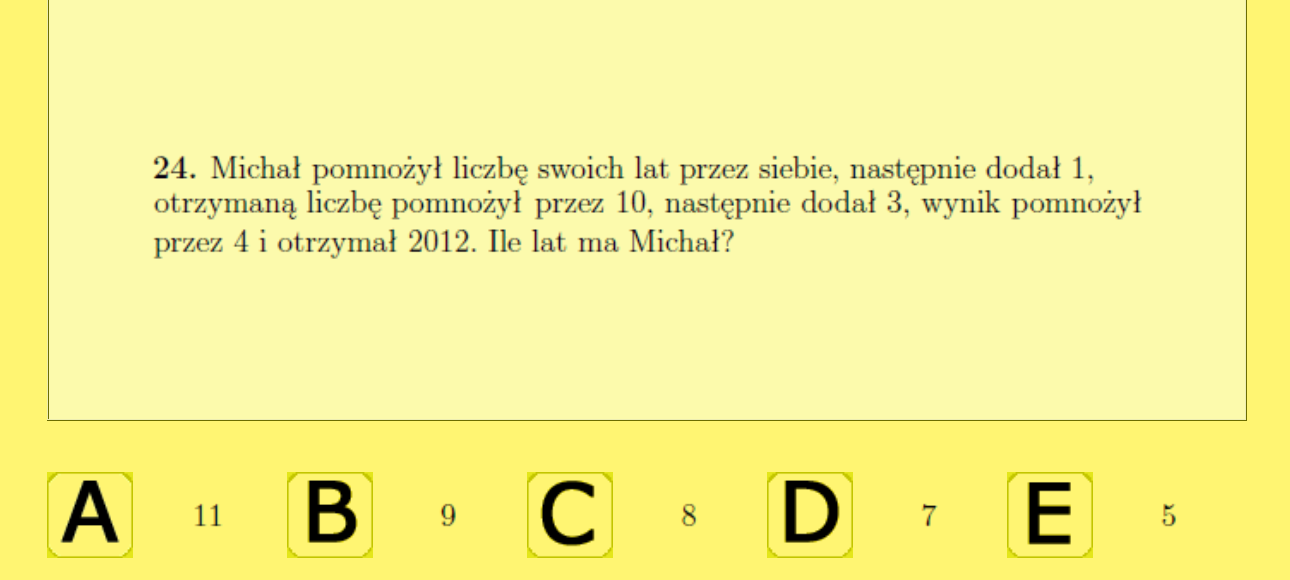 24. Michał pomnożył liczbę swoich lat przez siebie, następnie dodał 1,
otrzymaną liczbę pomnożył przez 10, następnie dodał 3, wynik pomnożył
przez 4 i otrzymał 2012. Ile lat ma Michał?
A 11 B 9 C 8 D 7 E 5